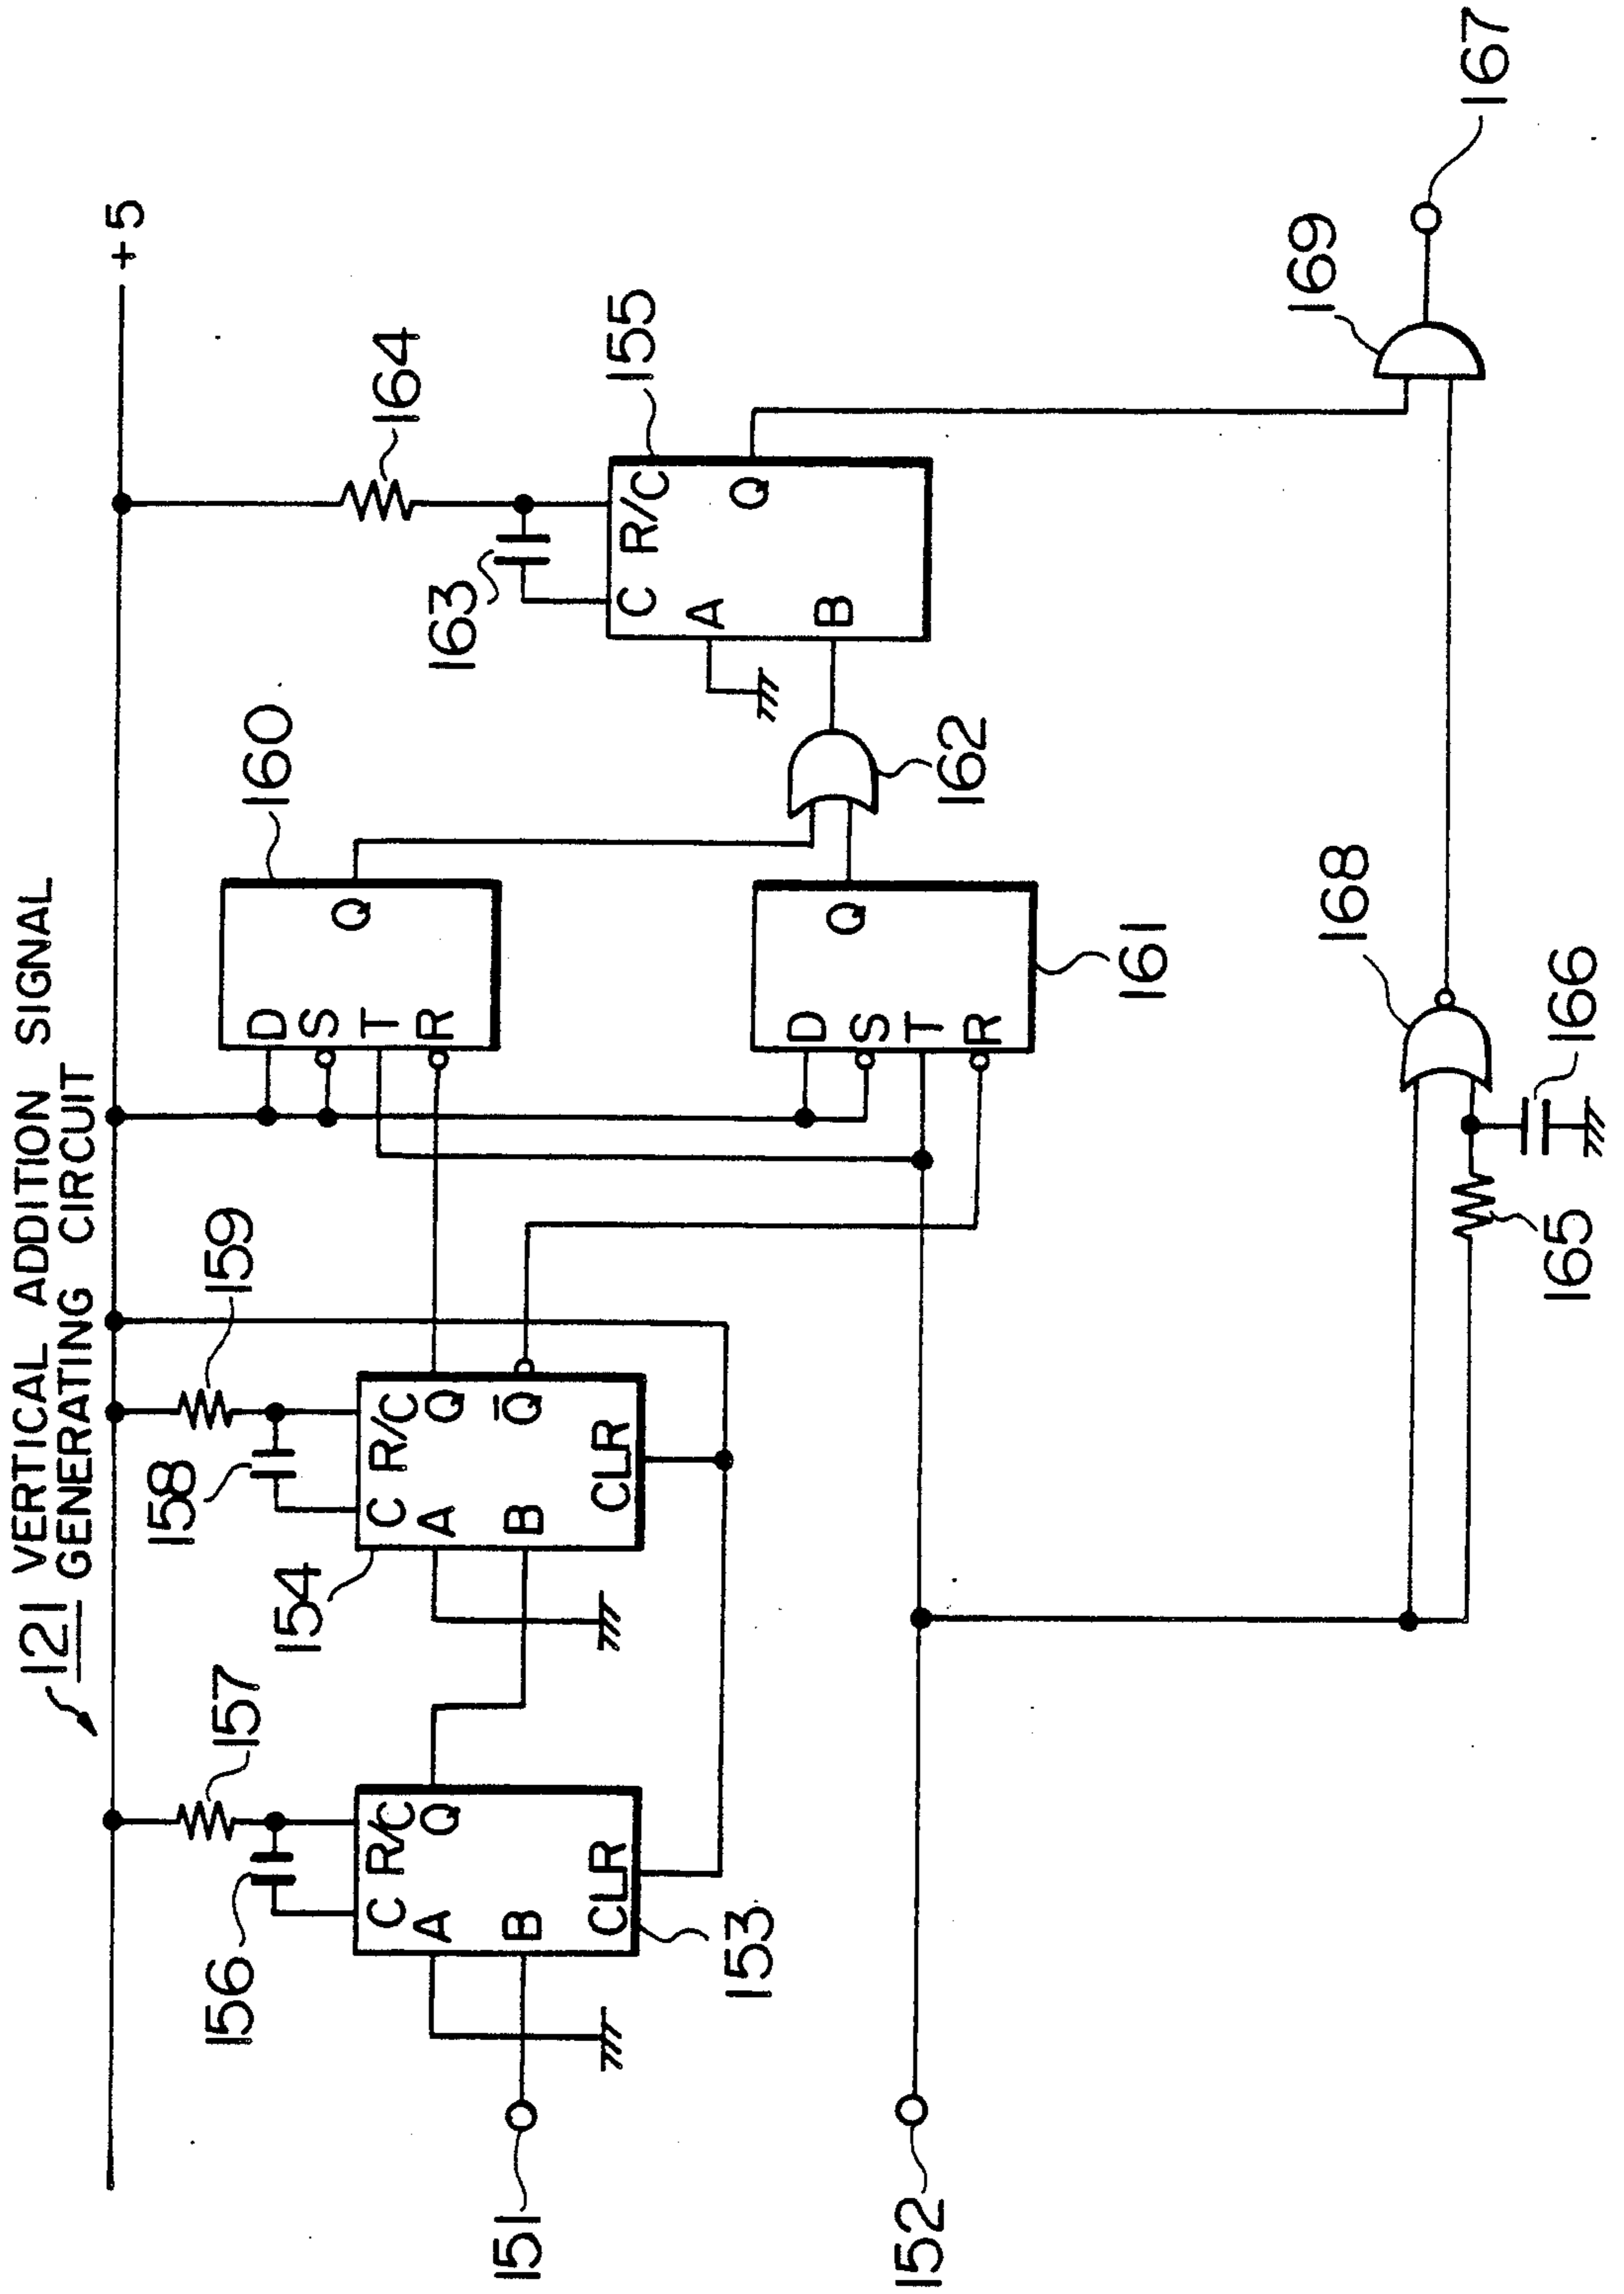 121 VERTICAL ADDITION SIGNAL
GENERATING CIRCUIT
+5
157
156
159
158
160
164
163
C R/C
A Q
B
CLR
153
154
C R/C
A Q
B Q̅
CLR
D
S Q
T
R
D
S Q
T
R
161
162
C R/C
A
Q
B
155
151
152
165
166
168
169
167